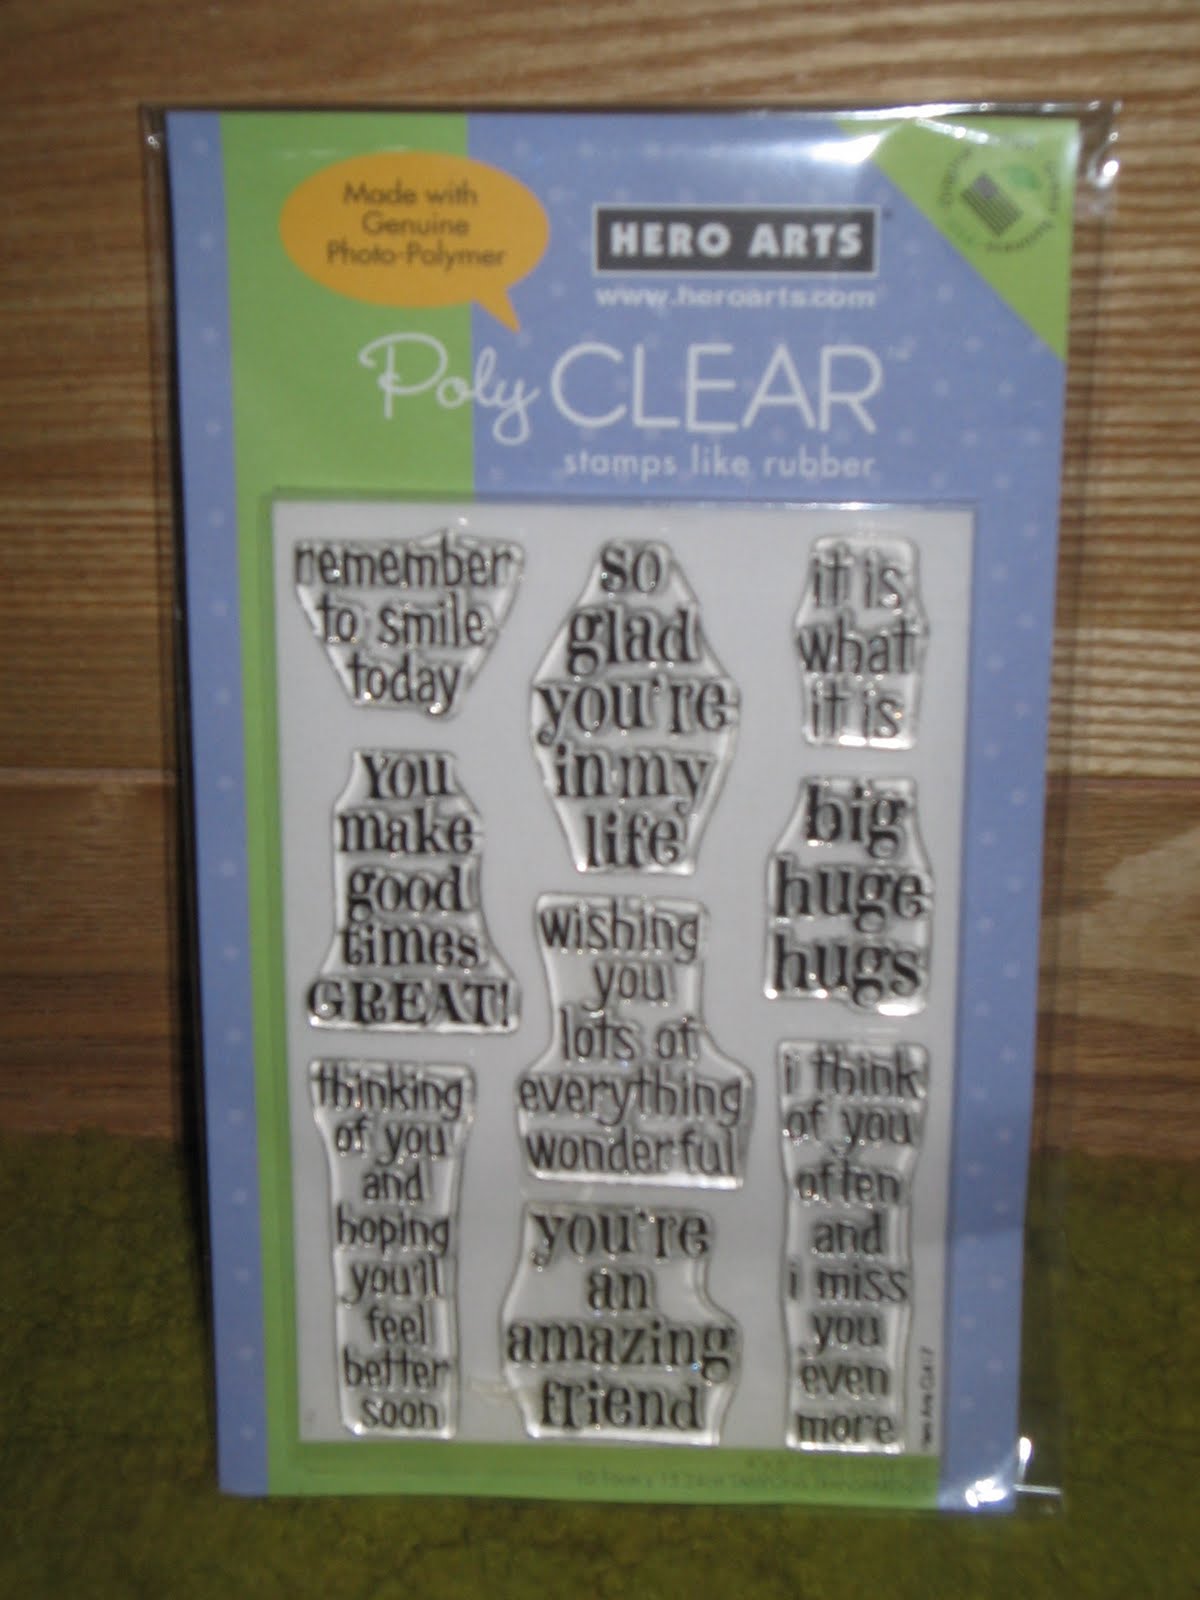 Made with
Genuine
Photo-Polymer
HERO ARTS
www.heroarts.com
Poly CLEAR™
stamps like rubber
remember
to smile
today
so
glad
you're
in my
life
it is
what
it is
You
make
good
times
GREAT!
big
huge
hugs
wishing
you
lots of
everything
wonderful
thinking
of you
and
hoping
you'll
feel
better
soon
you're
an
amazing
friend
i think
of you
often
and
i miss
you
even
more